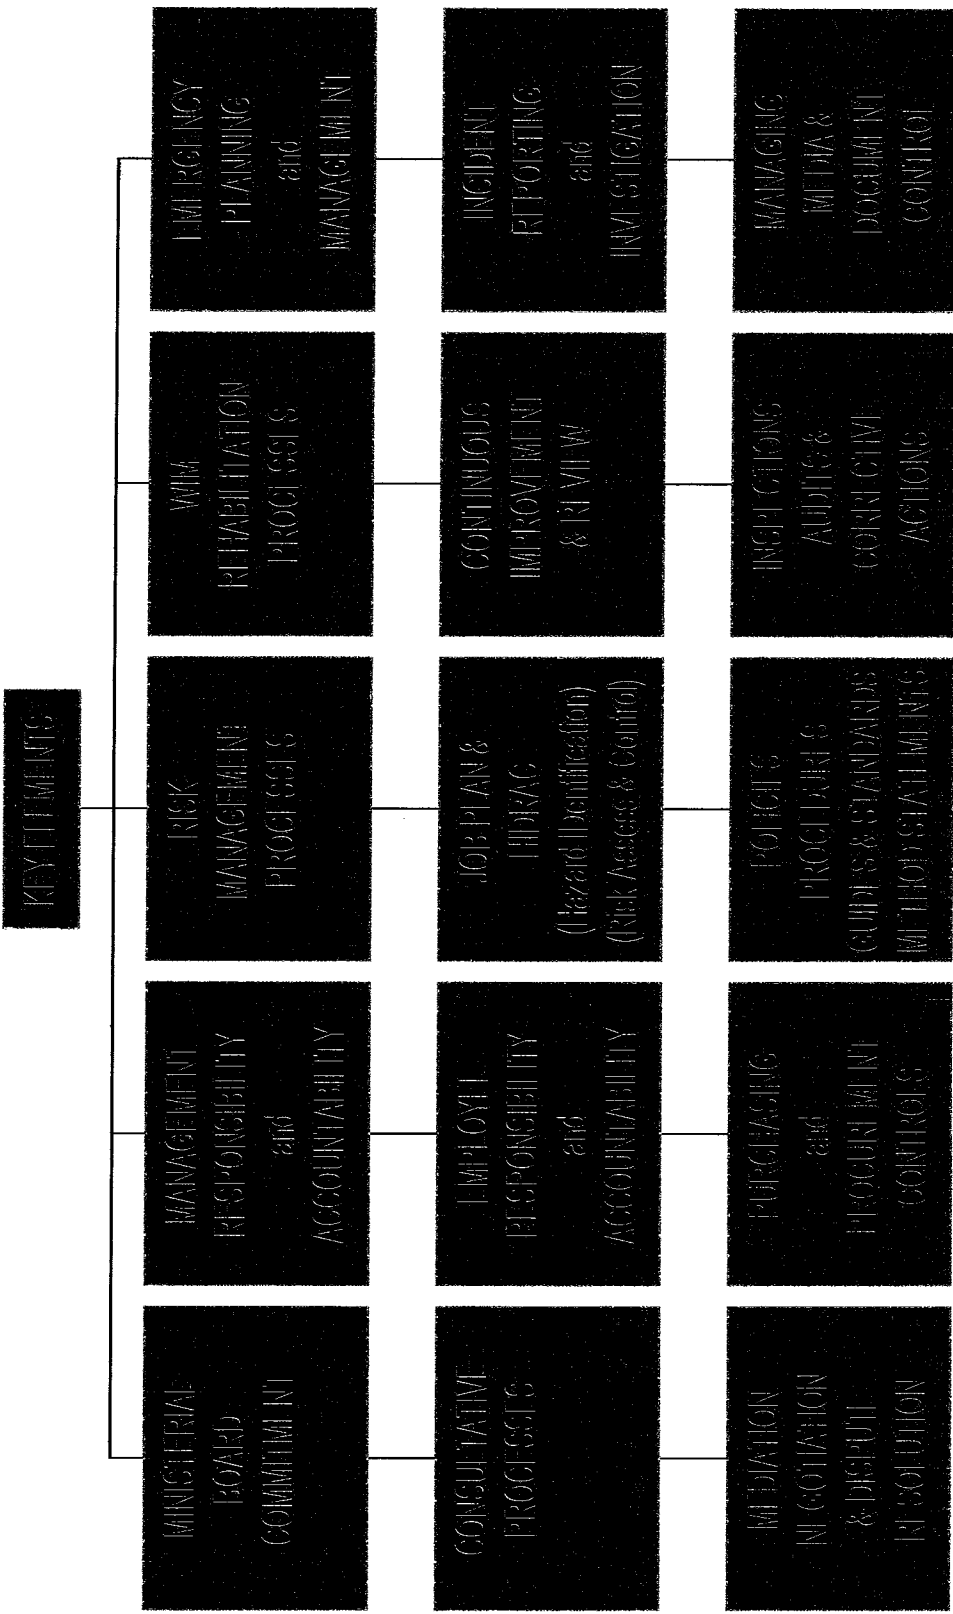 KEY ELEMENTS
MINISTERIAL
BOARD
COMMITMENT
MANAGEMENT
RESPONSIBILITY
and
ACCOUNTABILITY
RISK
MANAGEMENT
PROCESSES
WIM
REHABILITATION
PROCESSES
EMERGENCY
PLANNING
and
MANAGEMENT
CONSULTATIVE
PROCESSES
EMPLOYEE
RESPONSIBILITY
and
ACCOUNTABILITY
JOB PLAN &
HIDRAC
(Hazard IDentification)
(Risk Assess & Control)
CONTINUOUS
IMPROVEMENT
& REVIEW
INCIDENT
REPORTING
and
INVESTIGATION
MEDIATION
NEGOTIATION
& DISPUTE
RESOLUTION
PURCHASING
and
PROCUREMENT
CONTROLS
POLICIES
PROCEDURES
GUIDES & STANDARDS
METHOD STATEMENTS
INSPECTIONS
AUDITS &
CORRECTIVE
ACTIONS
MANAGING
MEDIA &
DOCUMENT
CONTROL